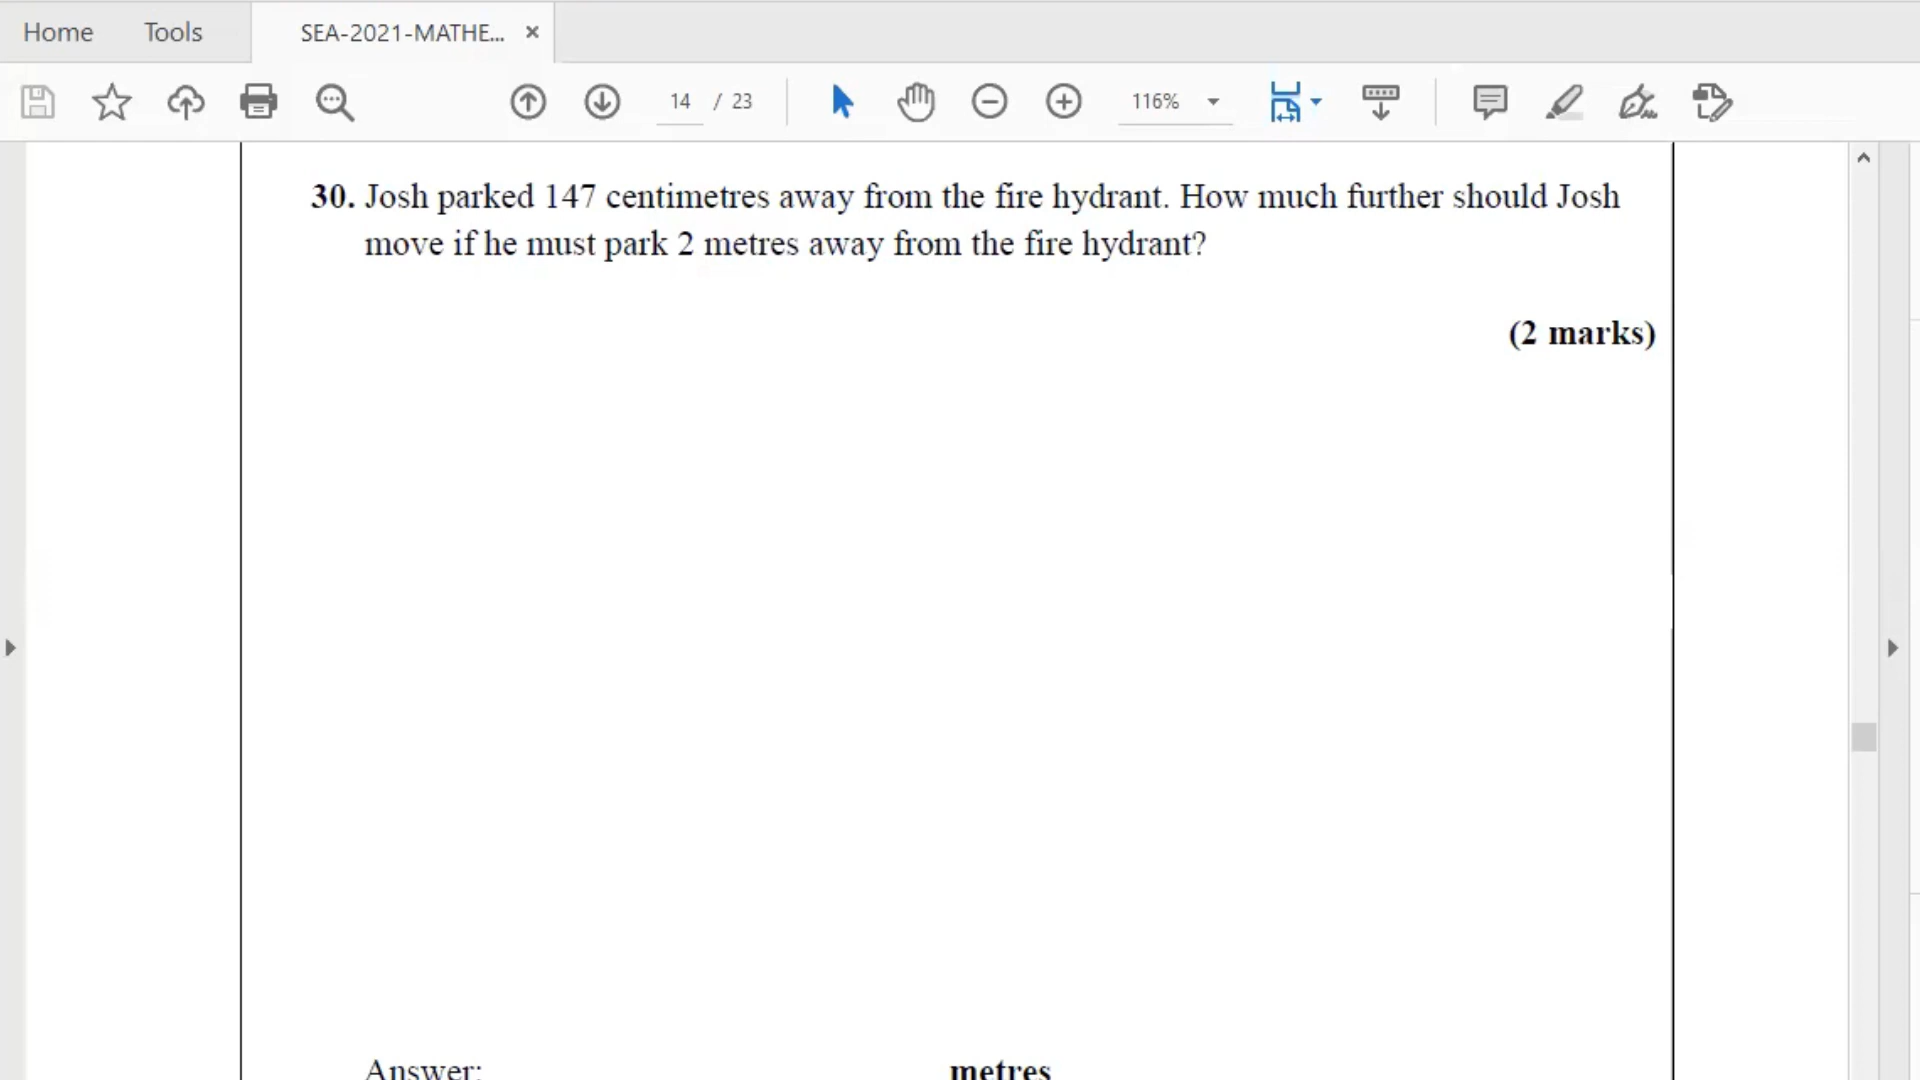 Home Tools SEA-2021-MATHE... ×
14 / 23 116%
30. Josh parked 147 centimetres away from the fire hydrant. How much further should Josh
move if he must park 2 metres away from the fire hydrant?
(2 marks)
Answer: metres